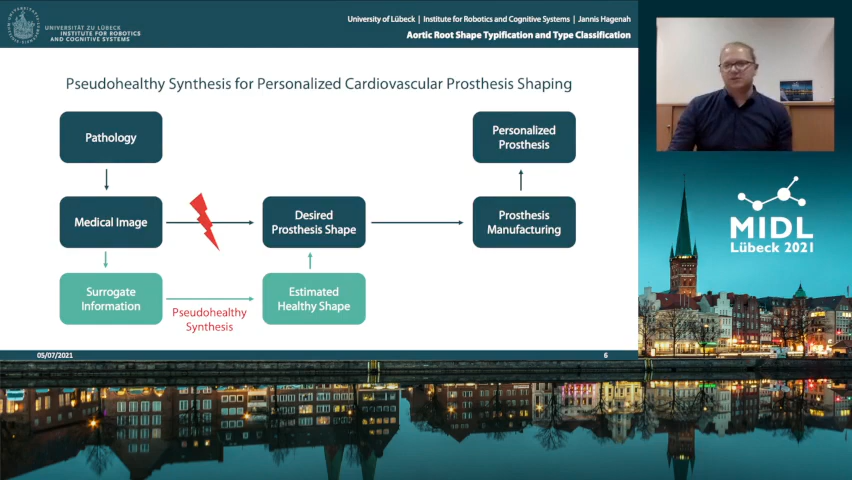 UNIVERSITÄT ZU LÜBECK
INSTITUTE FOR ROBOTICS
AND COGNITIVE SYSTEMS
University of Lübeck | Institute for Robotics and Cognitive Systems | Jannis Hagenah
Aortic Root Shape Typification and Type Classification
Pseudohealthy Synthesis for Personalized Cardiovascular Prosthesis Shaping
Pathology
Personalized
Prosthesis
Medical Image
Desired
Prosthesis Shape
Prosthesis
Manufacturing
Surrogate
Information
Pseudohealthy
Synthesis
Estimated
Healthy Shape
05/07/2021
6
MIDL
Lübeck 2021